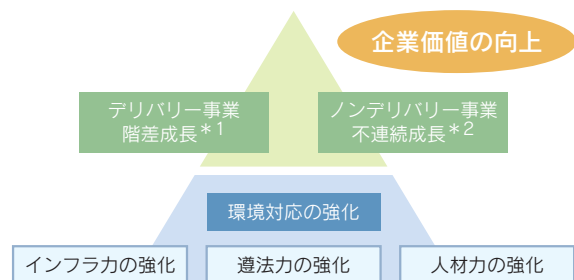 企業価値の向上
デリバリー事業
階差成長*1
ノンデリバリー事業
不連続成長*2
環境対応の強化
インフラ力の強化
遵法力の強化
人材力の強化